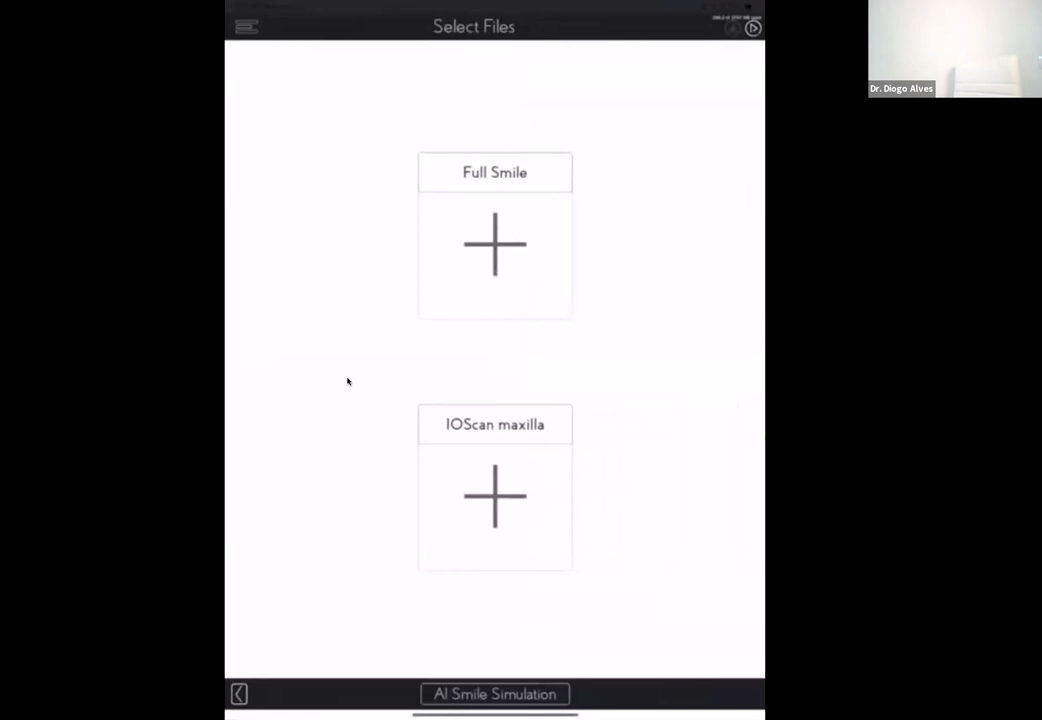 Select Files
Dr. Diogo Alves
Full Smile
IOScan maxilla
AI Smile Simulation